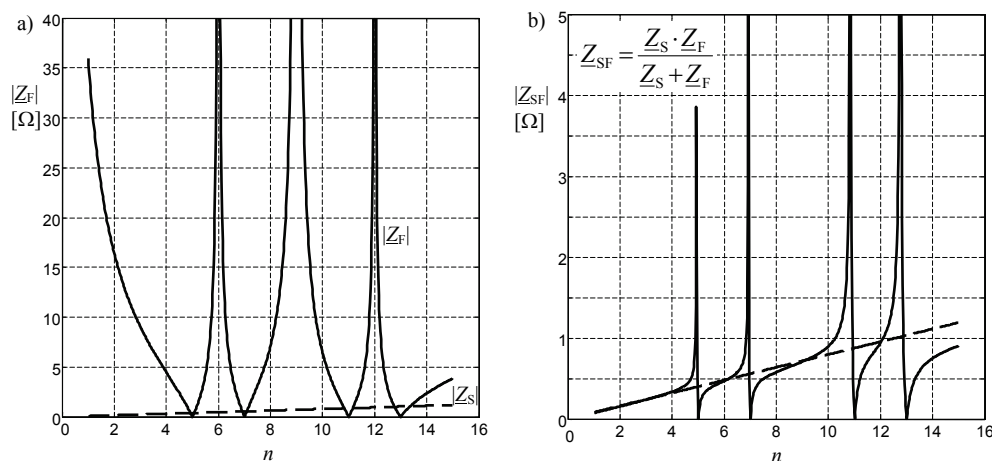 a)
40
35
|Z_F|
[Ω]
30
25
20
15
10
5
0
|Z_F|
|Z_S|
0 2 4 6 8 10 12 14 16
n
b)
5
Z_SF = Z_S · Z_F / Z_S + Z_F
|Z_SF|
[Ω]
4
3
2
1
0
0 2 4 6 8 10 12 14 16
n